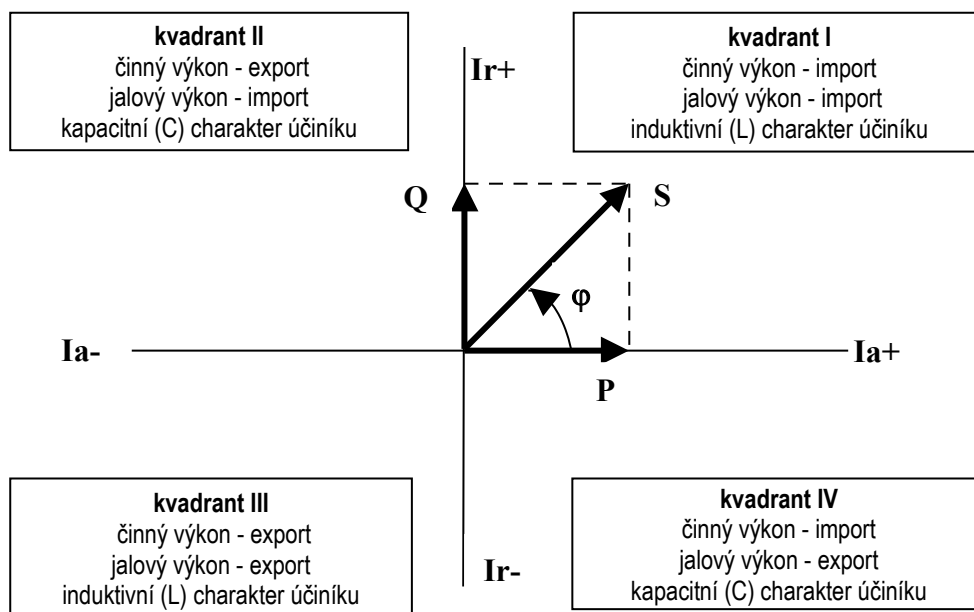 kvadrant II
činný výkon - export
jalový výkon - import
kapacitní (C) charakter účiníku
Ir+
kvadrant I
činný výkon - import
jalový výkon - import
induktivní (L) charakter účiníku
Q
S
φ
Ia-
Ia+
P
kvadrant III
činný výkon - export
jalový výkon - export
induktivní (L) charakter účiníku
Ir-
kvadrant IV
činný výkon - import
jalový výkon - export
kapacitní (C) charakter účiníku